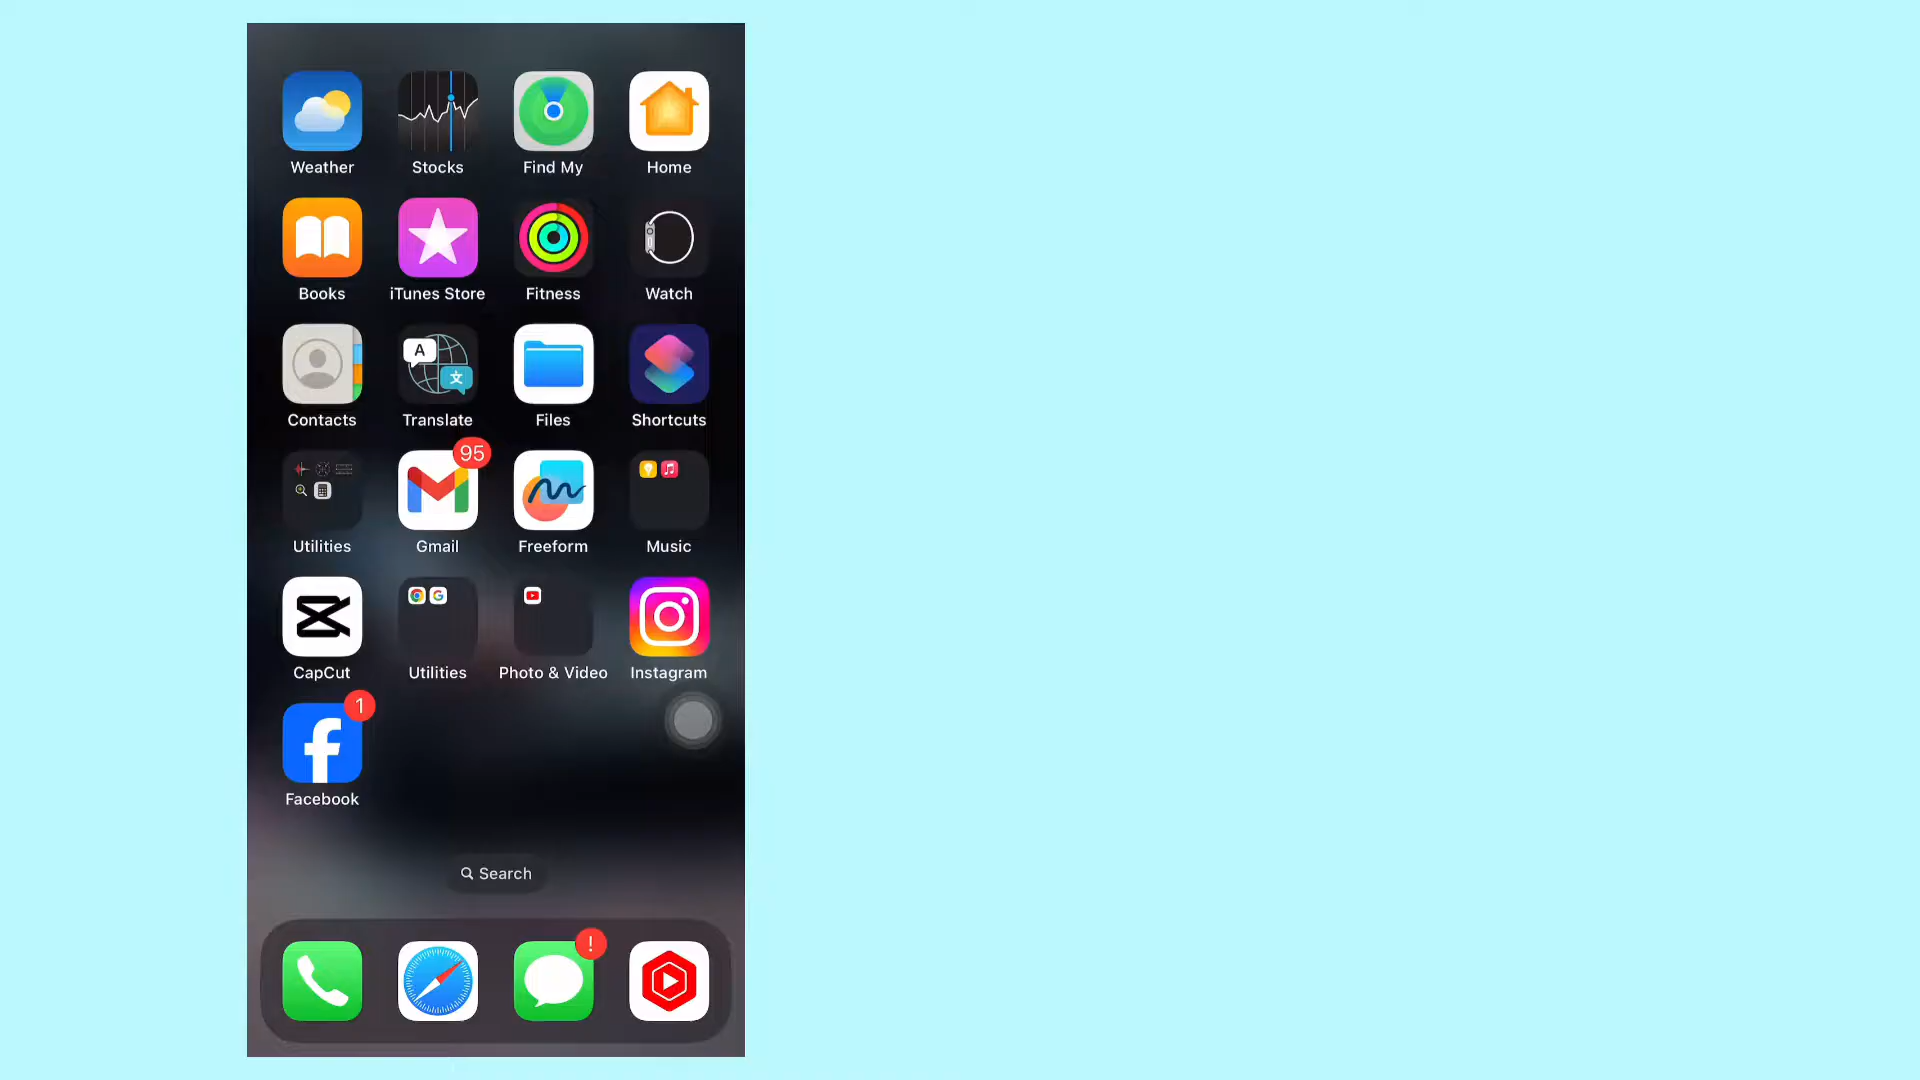 Weather Stocks Find My Home
Books iTunes Store Fitness Watch
A
文
Contacts Translate Files Shortcuts
95
Utilities Gmail Freeform Music
CapCut Utilities Photo & Video Instagram
1
Facebook
Search
!